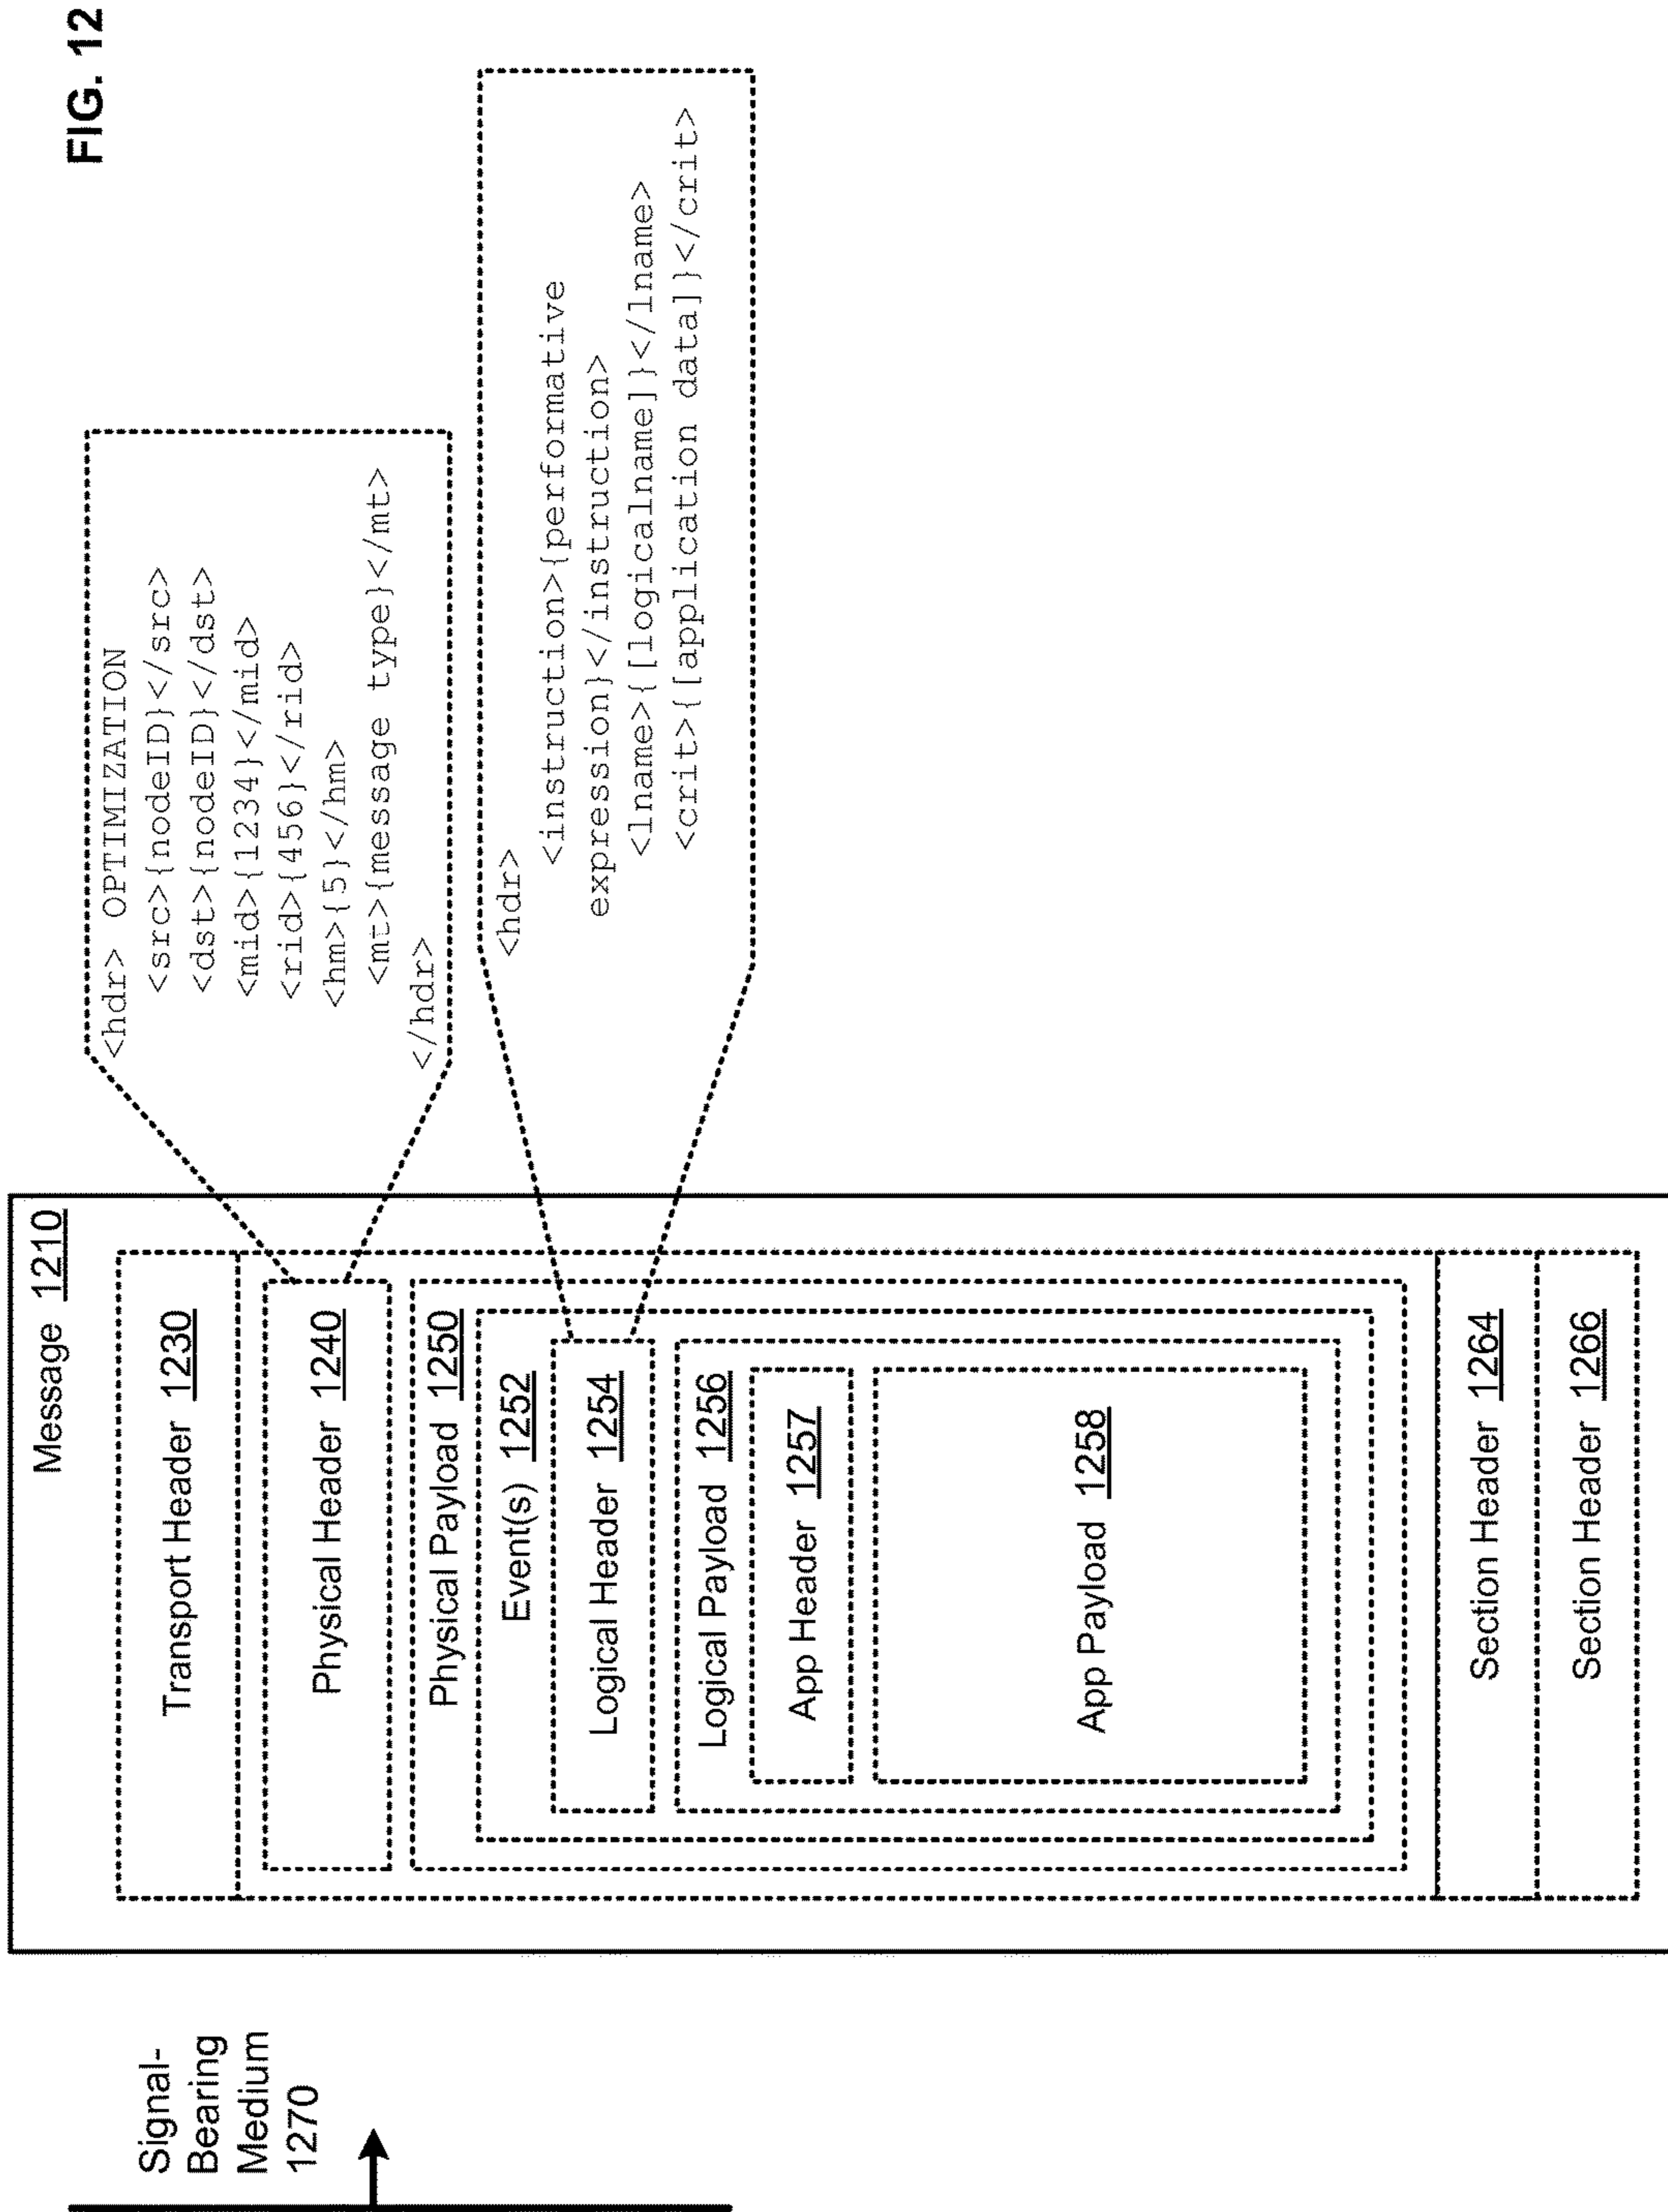 FIG. 12
Signal-
Bearing
Medium
1270
Message 1210
Transport Header 1230
Physical Header 1240
Physical Payload 1250
Event(s) 1252
Logical Header 1254
Logical Payload 1256
App Header 1257
App Payload 1258
Section Header 1264
Section Header 1266
<hdr> OPTIMIZATION
<src>{nodeID}</src>
<dst>{nodeID}</dst>
<mid>{1234}</mid>
<rid>{456}</rid>
<hm>{5}</hm>
<mt>{message type}</mt>
</hdr>
<hdr>
<instruction>{performative
expression}</instruction>
<lname>{[logicalname]}</lname>
<crit>{[application data]}</crit>